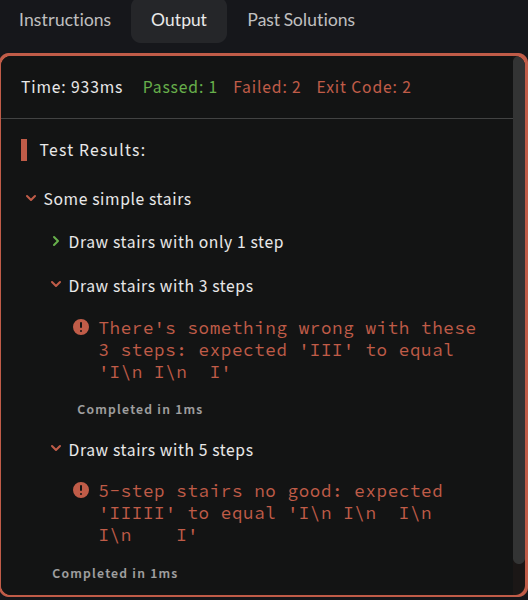 Instructions Output Past Solutions
Time: 933ms Passed: 1 Failed: 2 Exit Code: 2
Test Results:
Some simple stairs
Draw stairs with only 1 step
Draw stairs with 3 steps
There's something wrong with these
3 steps: expected 'III' to equal
'I\n I\n  I'
Completed in 1ms
Draw stairs with 5 steps
5-step stairs no good: expected
'IIIII' to equal 'I\n I\n  I\n
I\n    I'
Completed in 1ms